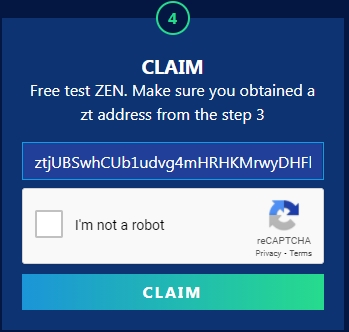 4
CLAIM
Free test ZEN. Make sure you obtained a
zt address from the step 3
ztjUBSwhCUb1udvg4mHRHKMrwyDHFl
I'm not a robot
reCAPTCHA
Privacy - Terms
CLAIM